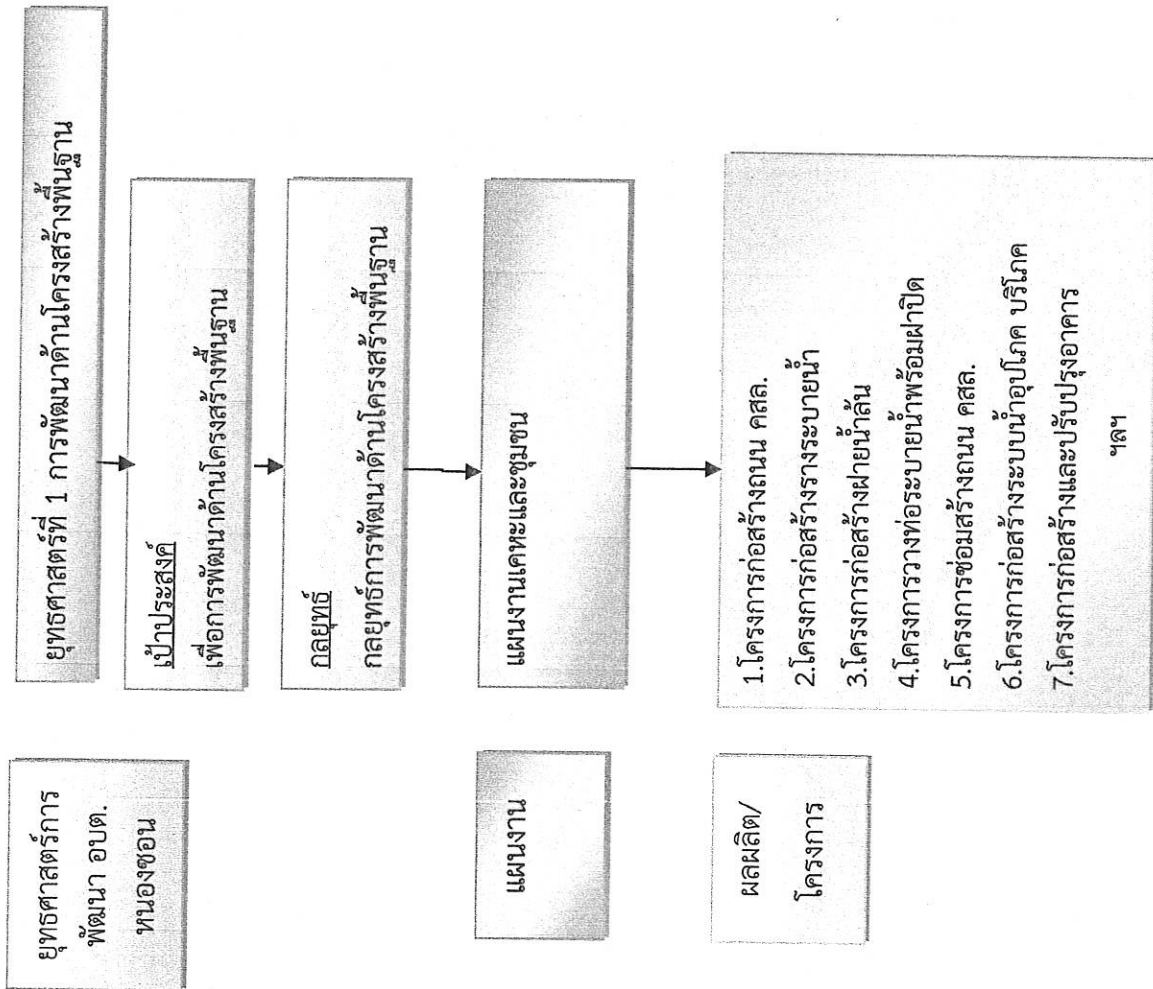 ยุทธศาสตร์การ
พัฒนา อบต.
หนองซอน
ยุทธศาสตร์ที่ 1 การพัฒนาด้านโครงสร้างพื้นฐาน
เป้าประสงค์
เพื่อการพัฒนาด้านโครงสร้างพื้นฐาน
กลยุทธ์
กลยุทธ์การพัฒนาด้านโครงสร้างพื้นฐาน
แผนงาน
แผนงานเคหะและชุมชน
ผลผลิต/
โครงการ
1.โครงการก่อสร้างถนน คสล.
2.โครงการก่อสร้างรางระบายน้ำ
3.โครงการก่อสร้างฝายน้ำล้น
4.โครงการวางท่อระบายน้ำพร้อมฝาปิด
5.โครงการซ่อมสร้างถนน คสล.
6.โครงการก่อสร้างระบบน้ำอุปโภค บริโภค
7.โครงการก่อสร้างและปรับปรุงอาคาร
ฯลฯ